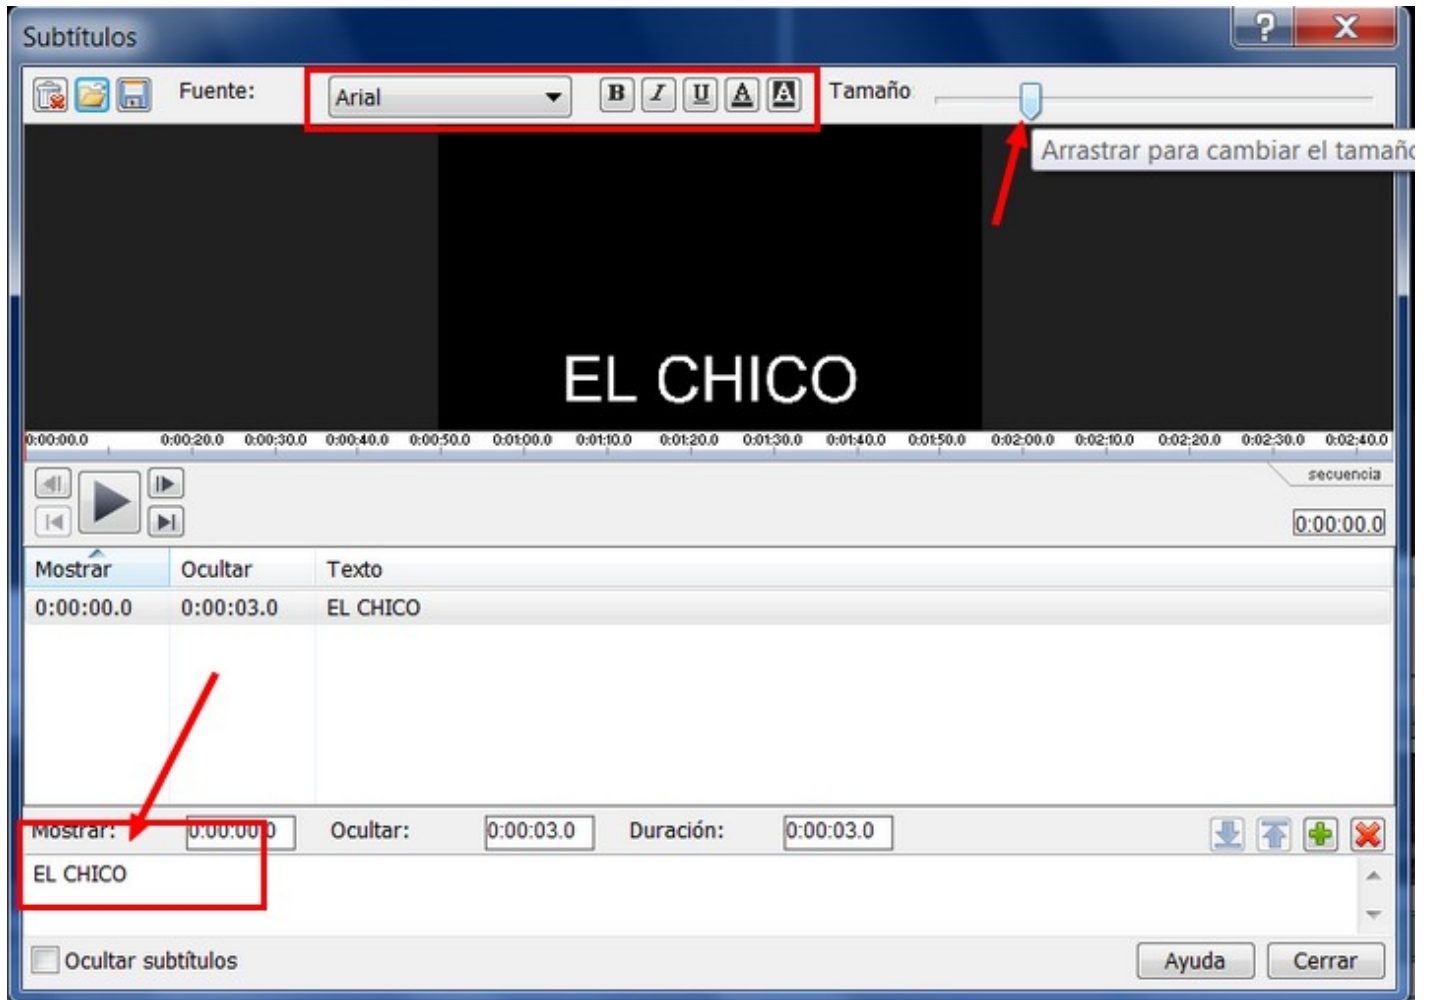 Subtítulos
Fuente: Arial B I U A A Tamaño
Arrastrar para cambiar el tamaño
EL CHICO
0:00:00.0 0:00:20.0 0:00:30.0 0:00:40.0 0:00:50.0 0:01:00.0 0:01:10.0 0:01:20.0 0:01:30.0 0:01:40.0 0:01:50.0 0:02:00.0 0:02:10.0 0:02:20.0 0:02:30.0 0:02:40.0
secuencia
0:00:00.0
Mostrar Ocultar Texto
0:00:00.0 0:00:03.0 EL CHICO
Mostrar: 0:00:00.0 Ocultar: 0:00:03.0 Duración: 0:00:03.0
EL CHICO
Ocultar subtítulos Ayuda Cerrar